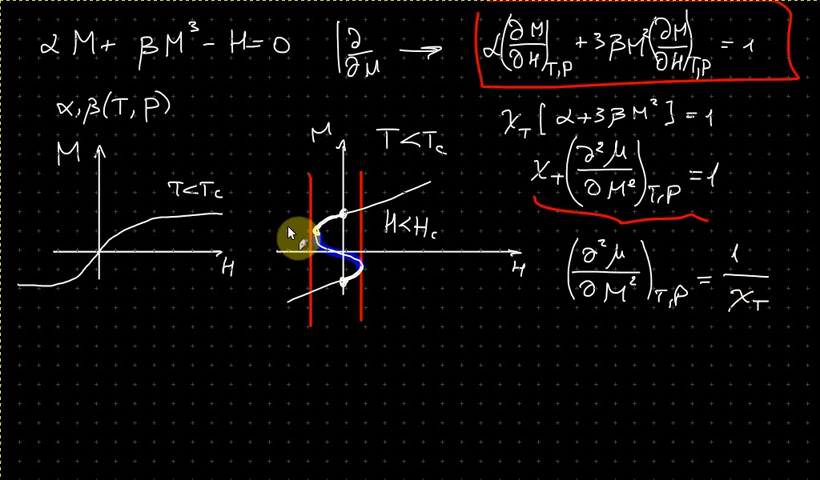 αM + βM³ - H = 0 |∂/∂M → α(∂M/∂H)T,P + 3βM²(∂M/∂H)T,P = 1
α, β(T, P)
χT [α + 3βM²] = 1
M
T<Tc
H
M
T<Tc
H<Hc
H
χT (∂²μ/∂M²)T,P = 1
(∂²μ/∂M²)T,P = 1/χT